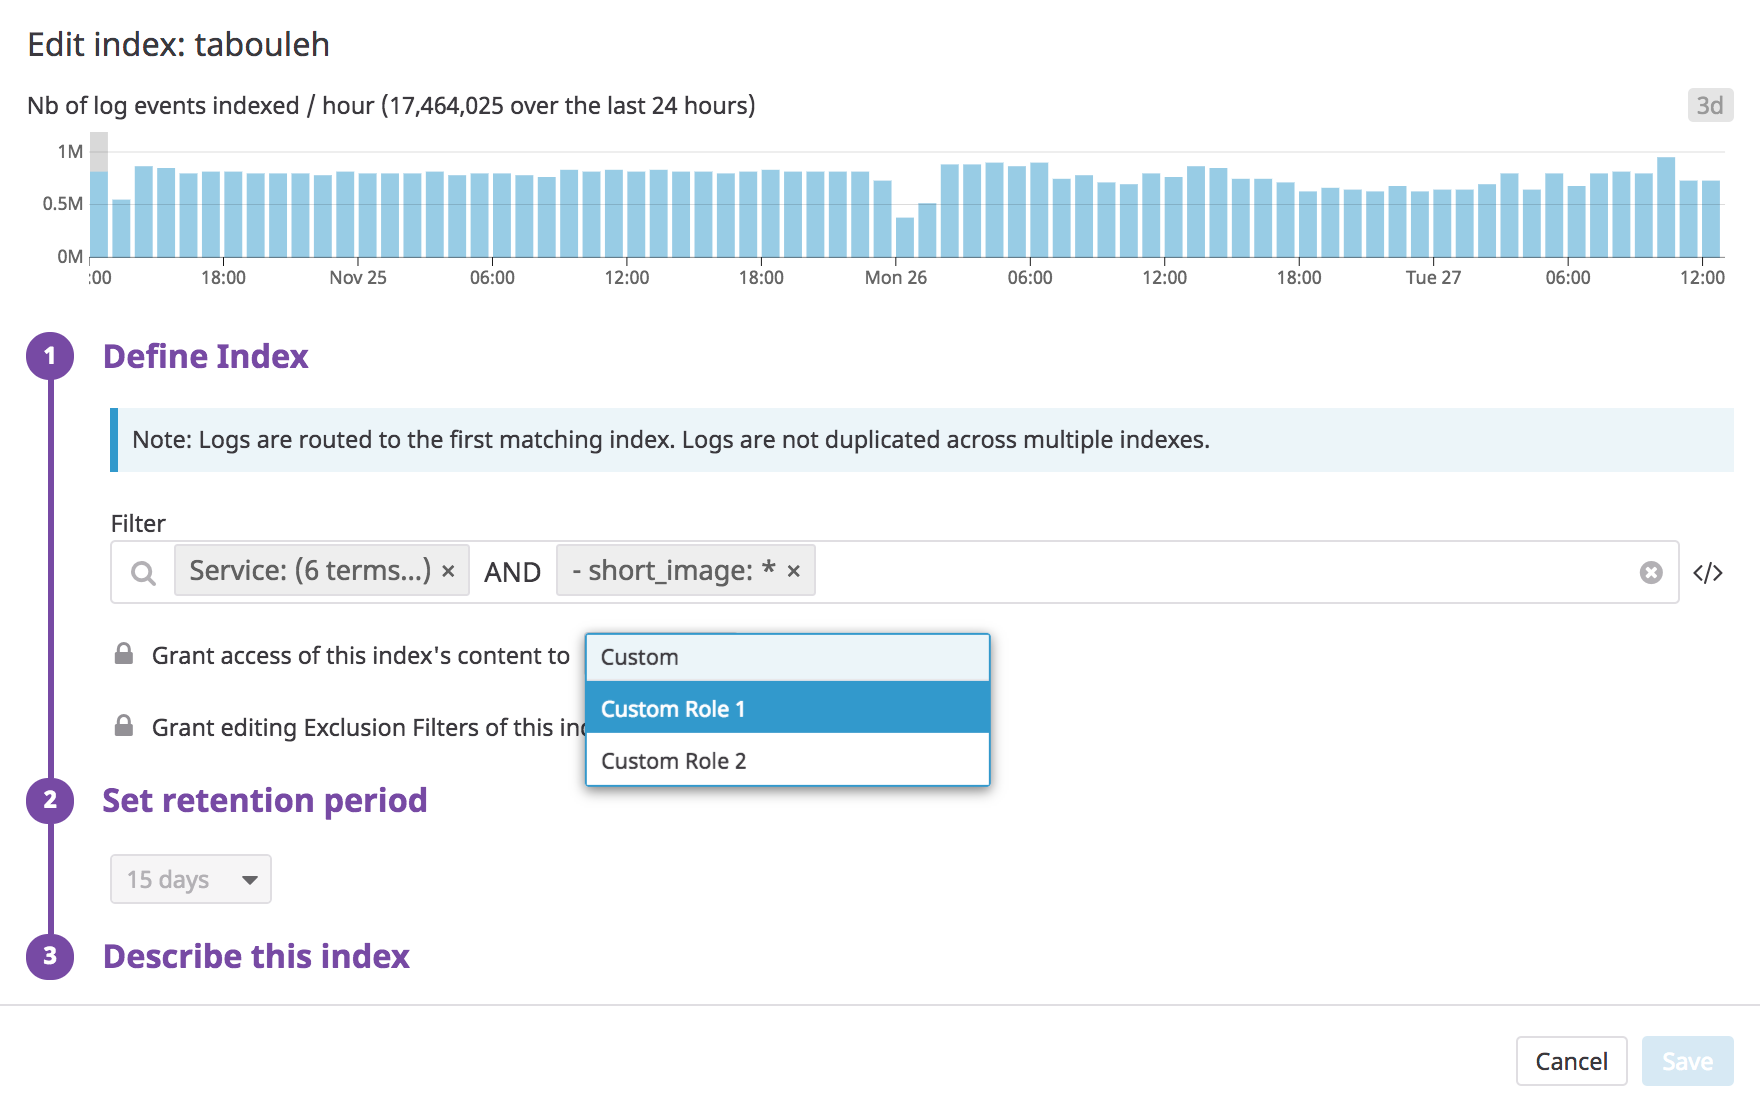 Edit index: tabouleh
Nb of log events indexed / hour (17,464,025 over the last 24 hours)
3d
1M
0.5M
0M
:00 18:00 Nov 25 06:00 12:00 18:00 Mon 26 06:00 12:00 18:00 Tue 27 06:00 12:00
1 Define Index
Note: Logs are routed to the first matching index. Logs are not duplicated across multiple indexes.
Filter
Service: (6 terms...) × AND - short_image: * × </>
Grant access of this index's content to Custom
Custom Role 1
Grant editing Exclusion Filters of this
Custom Role 2
2 Set retention period
15 days
3 Describe this index
Cancel Save